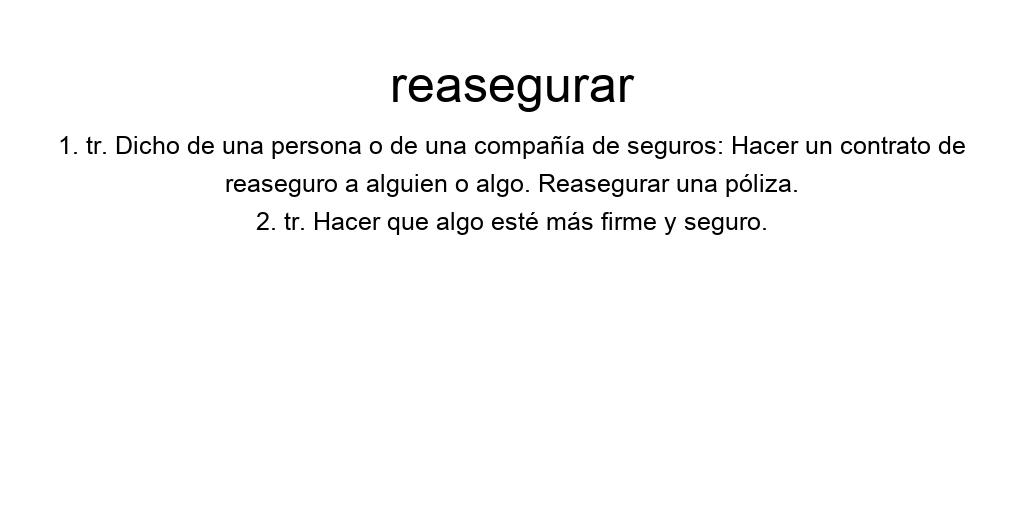 reasegurar
1. tr. Dicho de una persona o de una compañía de seguros: Hacer un contrato de
reaseguro a alguien o algo. Reasegurar una póliza.
2. tr. Hacer que algo esté más firme y seguro.